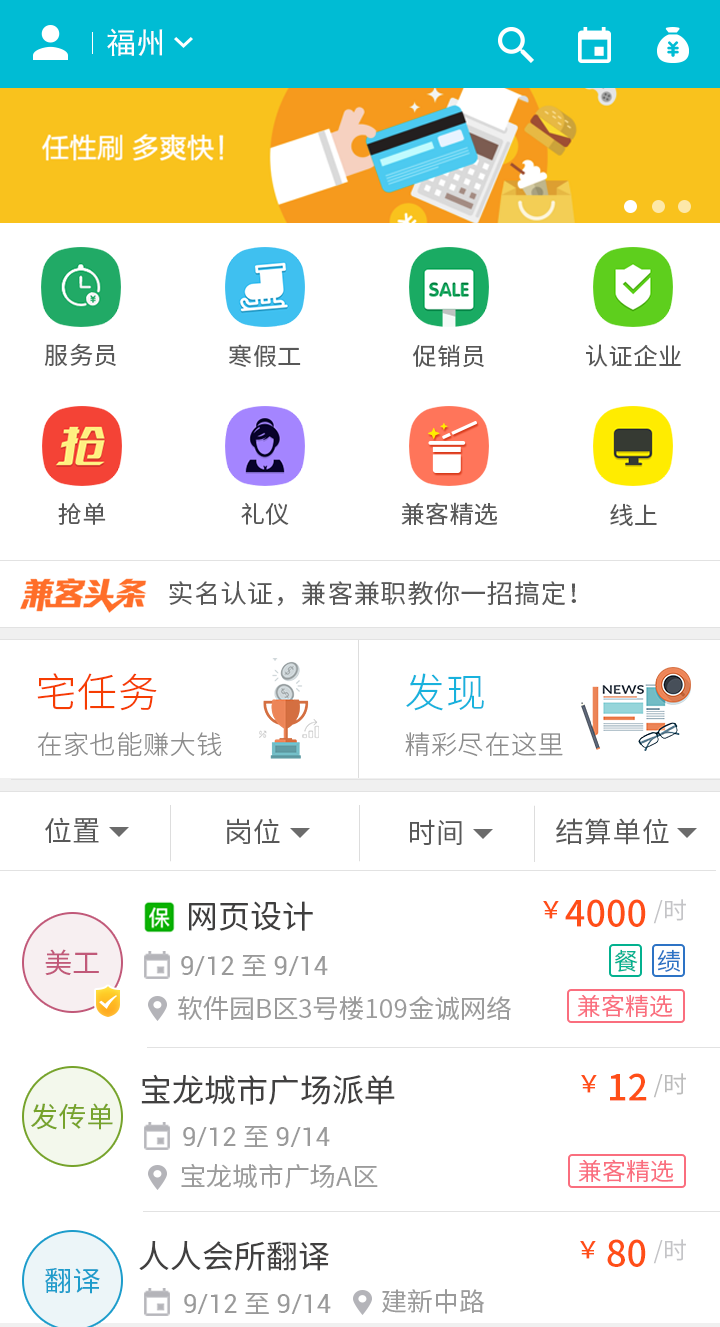 福州
任性刷 多爽快!
¥
¥
SALE
服务员
寒假工
促销员
认证企业
抢
抢单
礼仪
兼客精选
线上
兼客头条
实名认证，兼客兼职教你一招搞定!
宅任务
在家也能赚大钱
发现
精彩尽在这里
NEWS
位置
岗位
时间
结算单位
美工
保 网页设计
¥ 4000 /时
9/12 至 9/14
餐 绩
软件园B区3号楼109金诚网络
兼客精选
发传单
宝龙城市广场派单
¥ 12 /时
9/12 至 9/14
宝龙城市广场A区
兼客精选
翻译
人人会所翻译
¥ 80 /时
9/12 至 9/14 建新中路